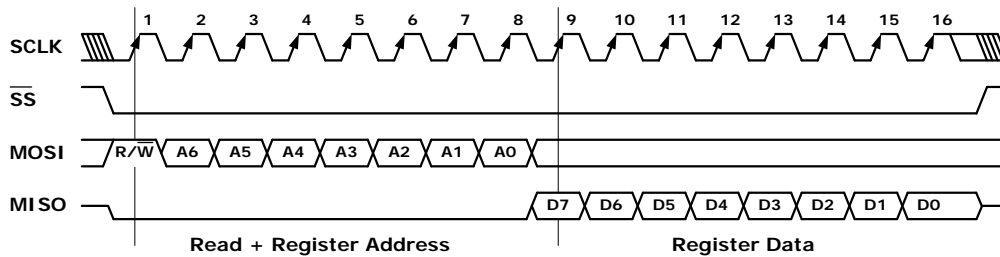 1 2 3 4 5 6 7 8 9 10 11 12 13 14 15 16
SCLK
SS
MOSI R/W A6 A5 A4 A3 A2 A1 A0
MISO D7 D6 D5 D4 D3 D2 D1 D0
Read + Register Address Register Data